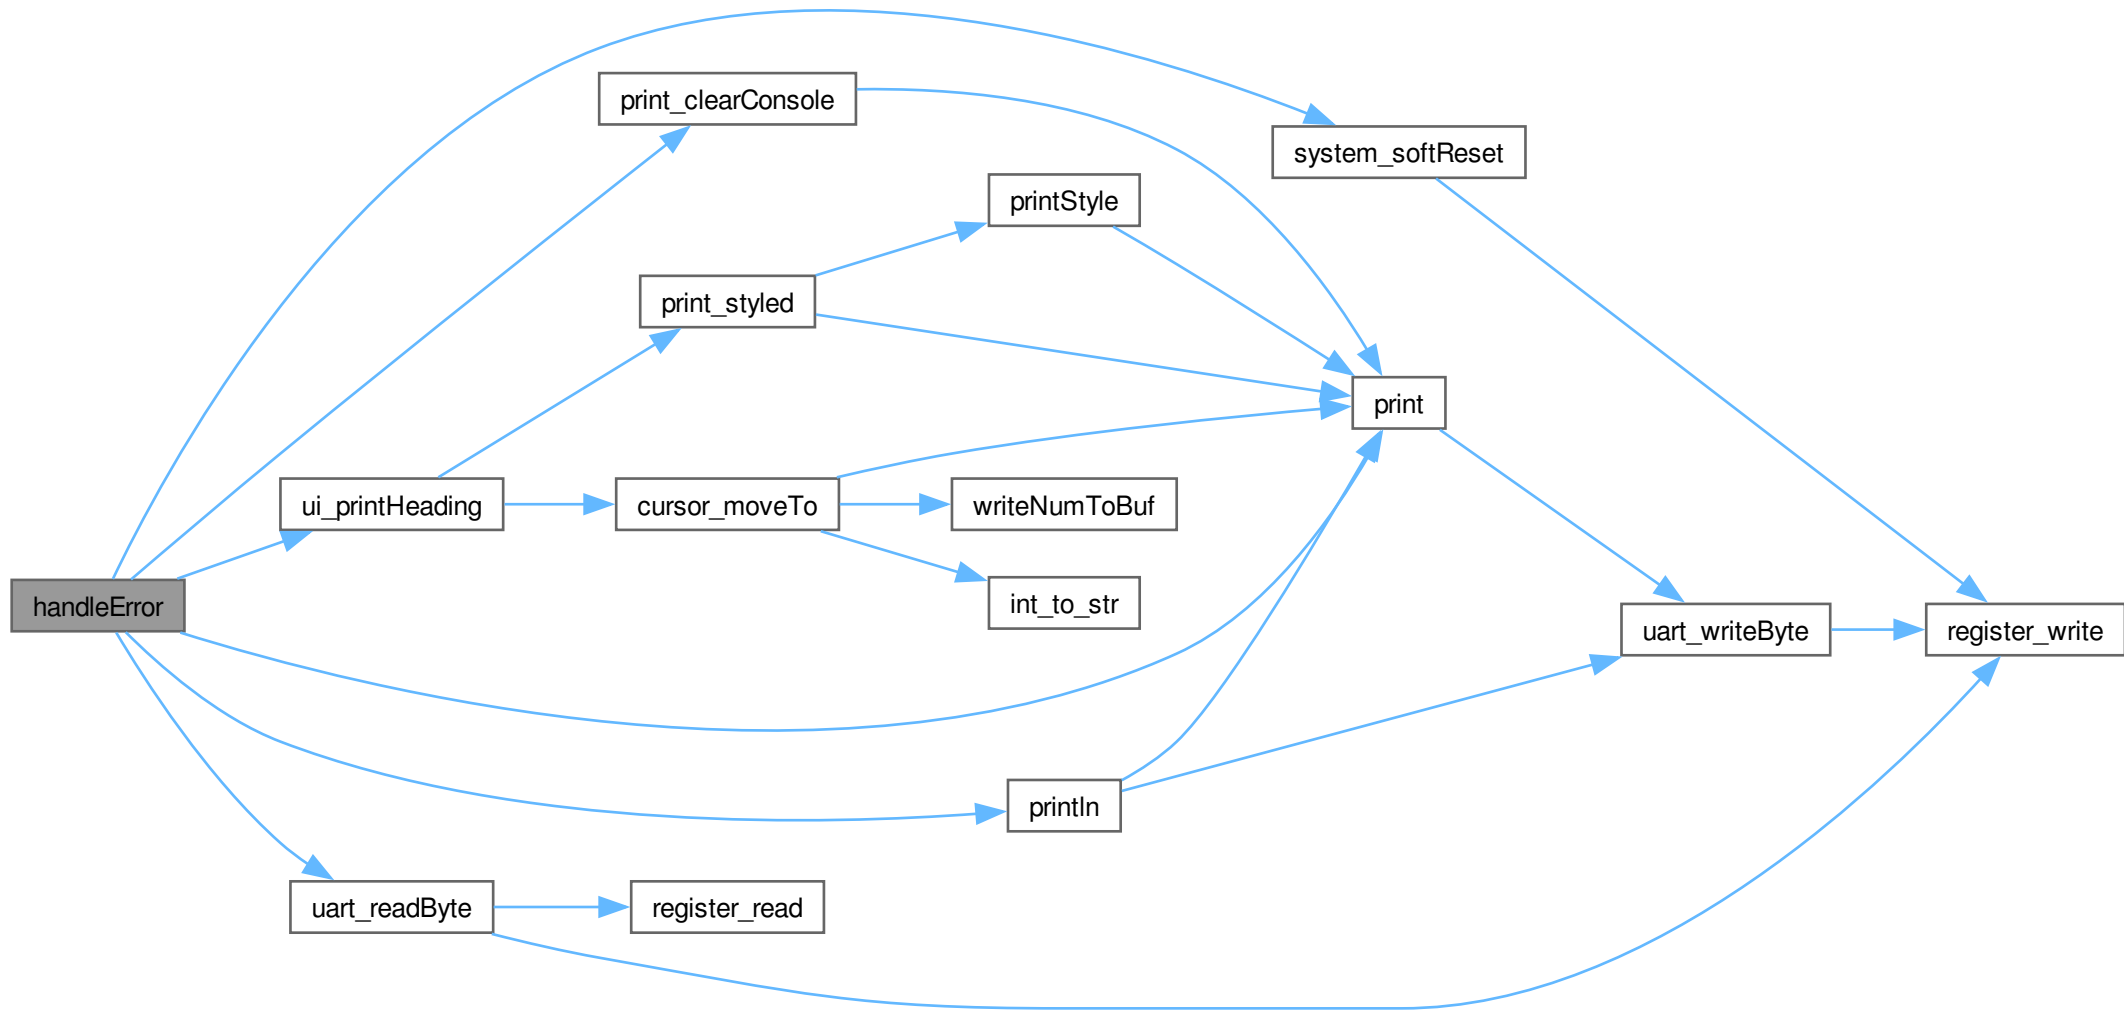 print_clearConsole
system_softReset
printStyle
print_styled
print
ui_printHeading
cursor_moveTo
writeNumToBuf
handleError
int_to_str
uart_writeByte
register_write
println
uart_readByte
register_read